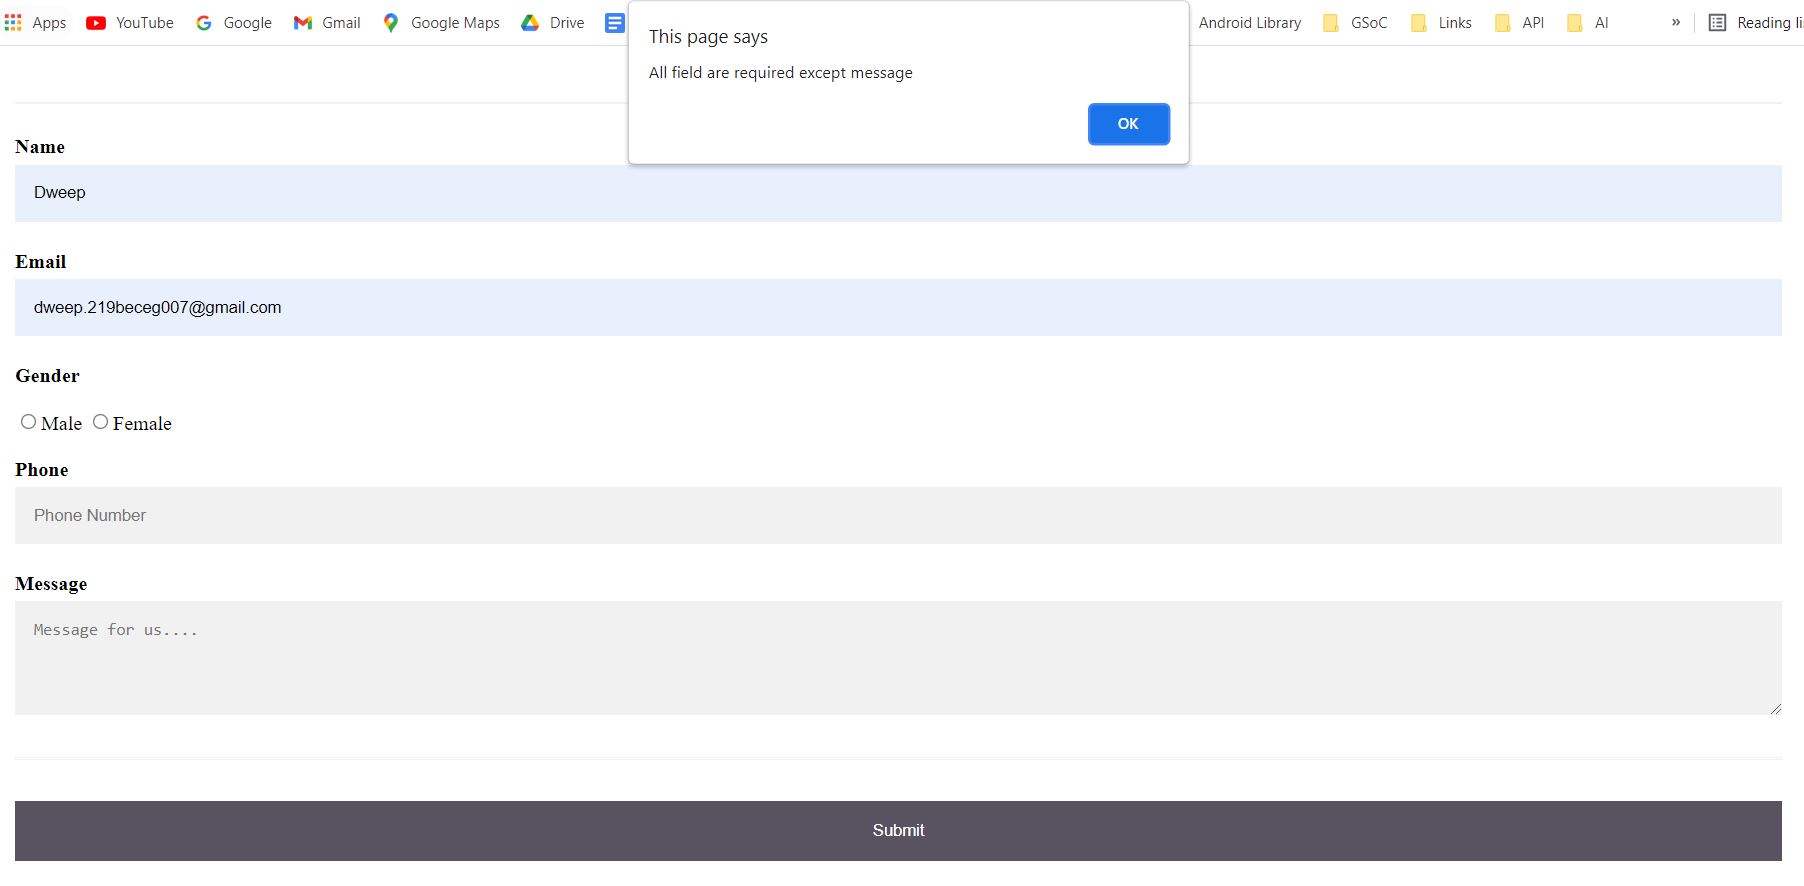 Apps YouTube Google Gmail Google Maps Drive Android Library GSoC Links API AI » Reading li
This page says
All field are required except message
OK
Name
Dweep
Email
dweep.219beceg007@gmail.com
Gender
Male Female
Phone
Phone Number
Message
Message for us....
Submit